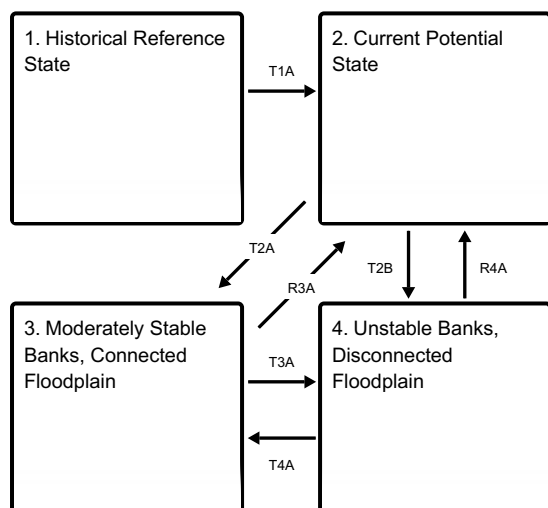 1. Historical Reference
State
2. Current Potential
State
T1A
T2A
R3A
T2B
R4A
3. Moderately Stable
Banks, Connected
Floodplain
4. Unstable Banks,
Disconnected
Floodplain
T3A
T4A